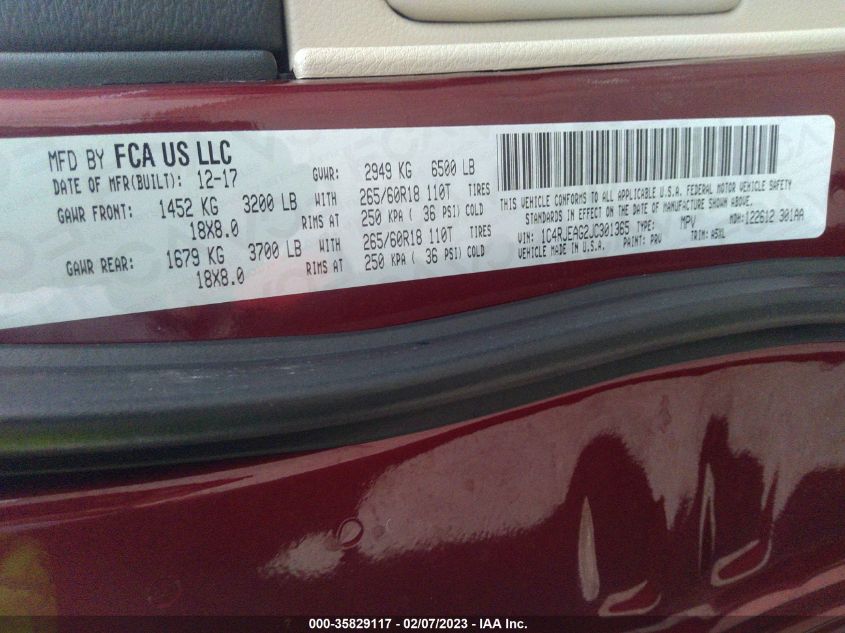 MFD BY FCA US LLC
DATE OF MFR(BUILT): 12-17 GVWR: 2949 KG 6500 LB
GAWR FRONT: 1452 KG 3200 LB WITH 265/60R18 110T TIRES
18X8.0 RIMS AT 250 KPA ( 36 PSI) COLD
GAWR REAR: 1679 KG 3700 LB WITH 265/60R18 110T TIRES
18X8.0 RIMS AT 250 KPA ( 36 PSI) COLD
THIS VEHICLE CONFORMS TO ALL APPLICABLE U.S.A. FEDERAL MOTOR VEHICLE SAFETY
STANDARDS IN EFFECT ON THE DATE OF MANUFACTURE SHOWN ABOVE.
VIN: 1C4RJEAG2JC301365 TYPE: MPV MDH: 122612 301AA
VEHICLE MADE IN U.S.A. PAINT: PRV TRIM: A5XL
000-35829117 - 02/07/2023 - IAA Inc.